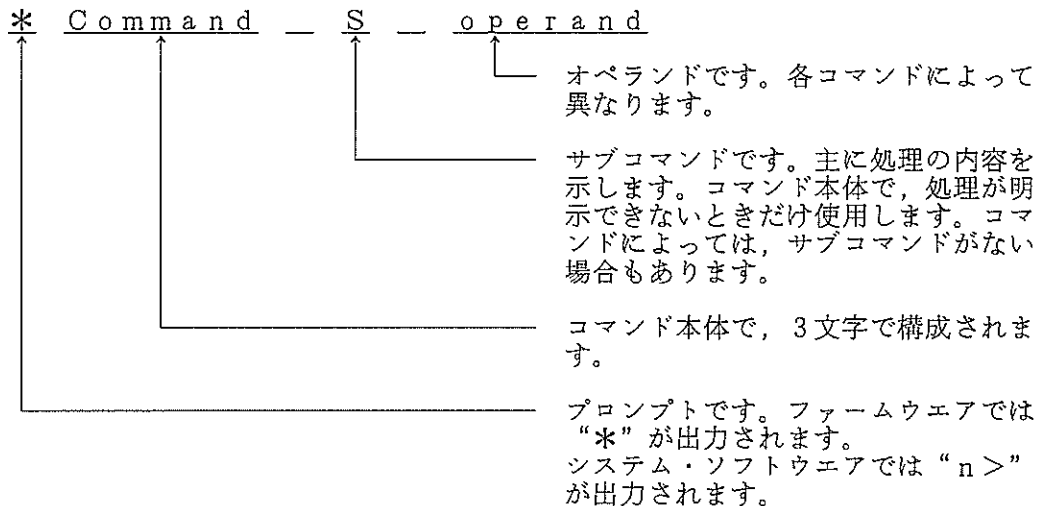 * Command _ S _ operand
オペランドです。各コマンドによって
異なります。
サブコマンドです。主に処理の内容を
示します。コマンド本体で，処理が明
示できないときだけ使用します。コマ
ンドによっては，サブコマンドがない
場合もあります。
コマンド本体で，３文字で構成されま
す。
プロンプトです。ファームウエアでは
“*”が出力されます。
システム・ソフトウエアでは“n＞”
が出力されます。